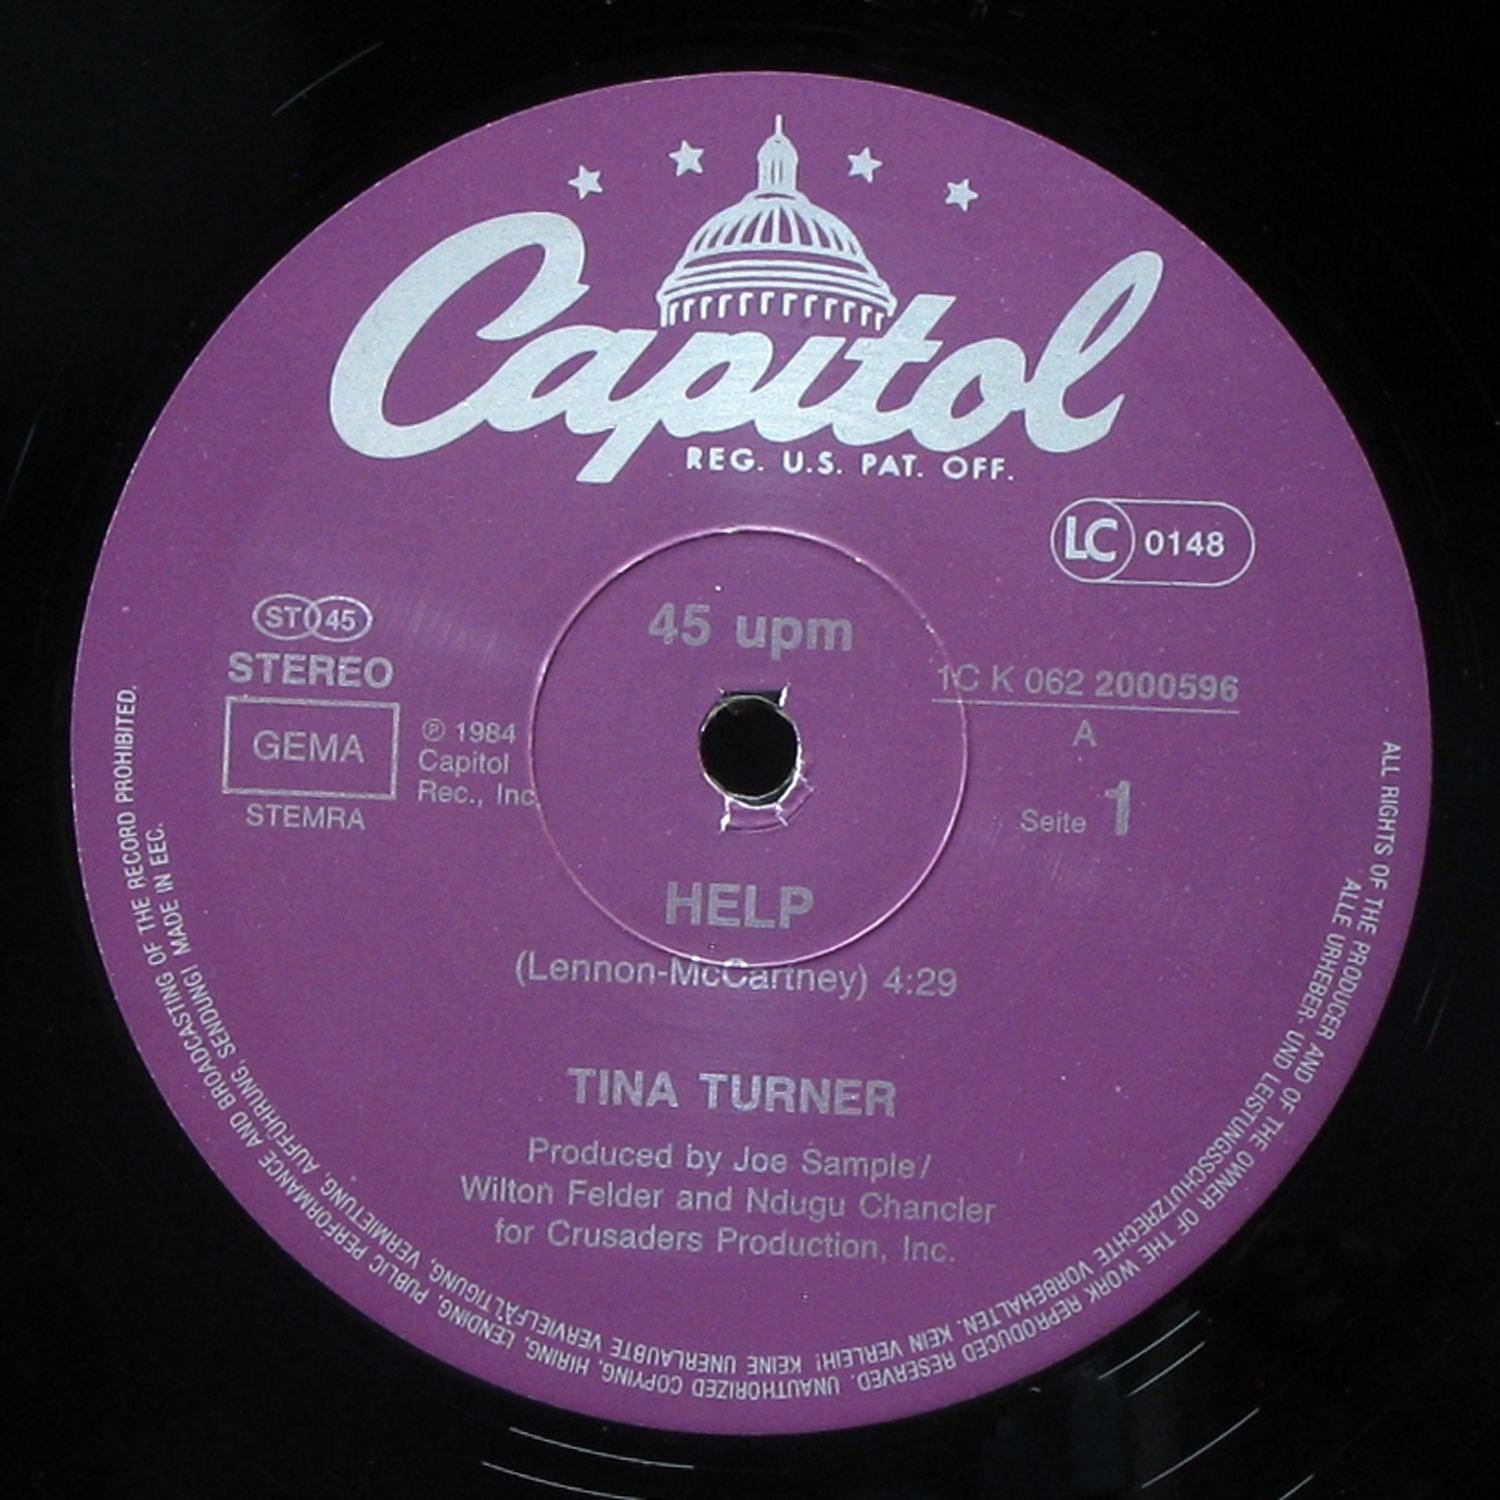 Capitol
REG. U.S. PAT. OFF.
LC 0148
45 upm
ST 45
STEREO
GEMA
STEMRA
℗ 1984
Capitol
Rec., Inc
1C K 062 2000596
A
Seite 1
HELP
(Lennon-McCartney) 4:29
TINA TURNER
Produced by Joe Sample/
Wilton Felder and Ndugu Chancler
for Crusaders Production, Inc.
ALL RIGHTS OF THE PRODUCER AND OF THE OWNER OF THE WORK REPRODUCED RESERVED. UNAUTHORIZED COPYING, HIRING, LENDING, PUBLIC PERFORMANCE AND BROADCASTING OF THE RECORD PROHIBITED.
ALLE URHEBER- UND LEISTUNGSSCHUTZRECHTE VORBEHALTEN. KEIN VERLEIH! KEINE UNERLAUBTE VERVIELFÄLTIGUNG, VERMIETUNG, AUFFÜHRUNG, SENDUNG! MADE IN EEC.